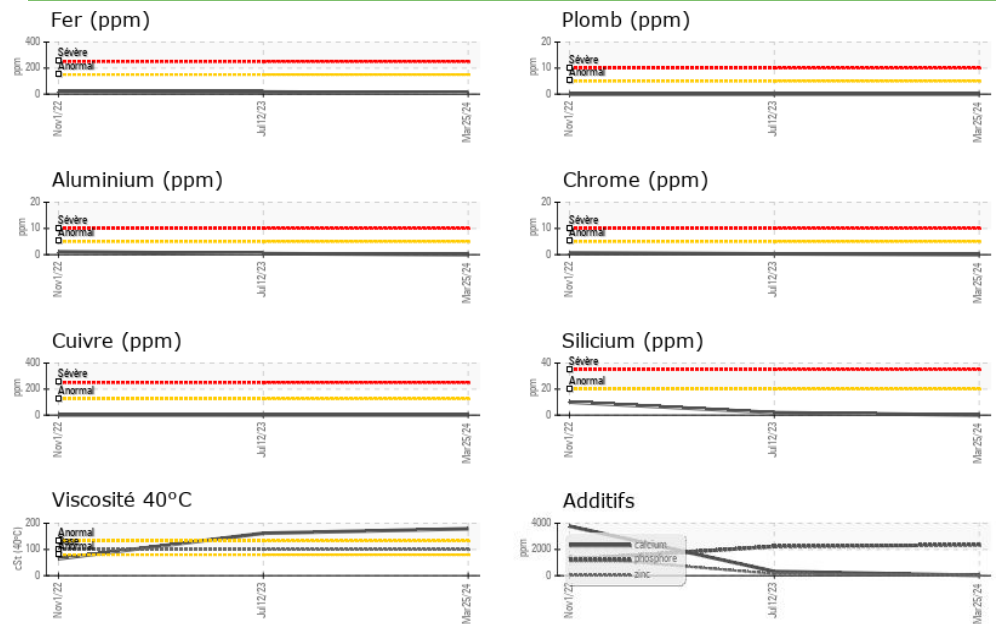 Fer (ppm)
400
200
0
ppm
Sévère
Anormal
Nov1/22
Jul12/23
Mar25/24
Plomb (ppm)
20
10
0
ppm
Sévère
Anormal
Nov1/22
Jul12/23
Mar25/24
Aluminium (ppm)
20
10
0
ppm
Sévère
Anormal
Nov1/22
Jul12/23
Mar25/24
Chrome (ppm)
20
10
0
ppm
Sévère
Anormal
Nov1/22
Jul12/23
Mar25/24
Cuivre (ppm)
400
200
0
ppm
Sévère
Anormal
Nov1/22
Jul12/23
Mar25/24
Silicium (ppm)
40
20
0
ppm
Sévère
Anormal
Nov1/22
Jul12/23
Mar25/24
Viscosité 40°C
200
100
0
cSt (40°C)
Anormal
Base
Anormal
Nov1/22
Jul12/23
Mar25/24
Additifs
4000
2000
0
ppm
calcium
phosphore
zinc
Nov1/22
Jul12/23
Mar25/24